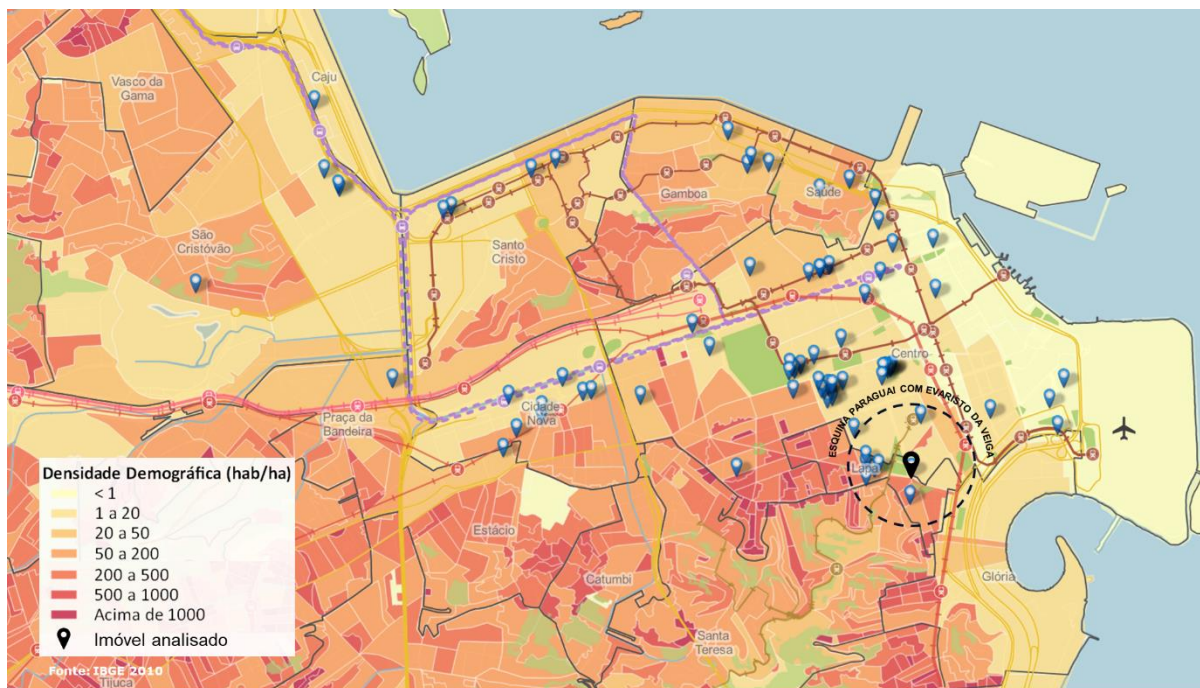 Caju
Vasco da
Gama
Gamboa
Saúde
São
Cristóvão
Santo
Cristo
Centro
ESQUINA PARAGUAI COM EVARISTO DA VEIGA
Praça da
Bandeira
Cidade
Nova
Lapa
Densidade Demográfica (hab/ha)
< 1
1 a 20
20 a 50
50 a 200
200 a 500
500 a 1000
Acima de 1000
Imóvel analisado
Estácio
Catumbi
Glória
Santa
Teresa
Fonte: IBGE 2010
Tijuca